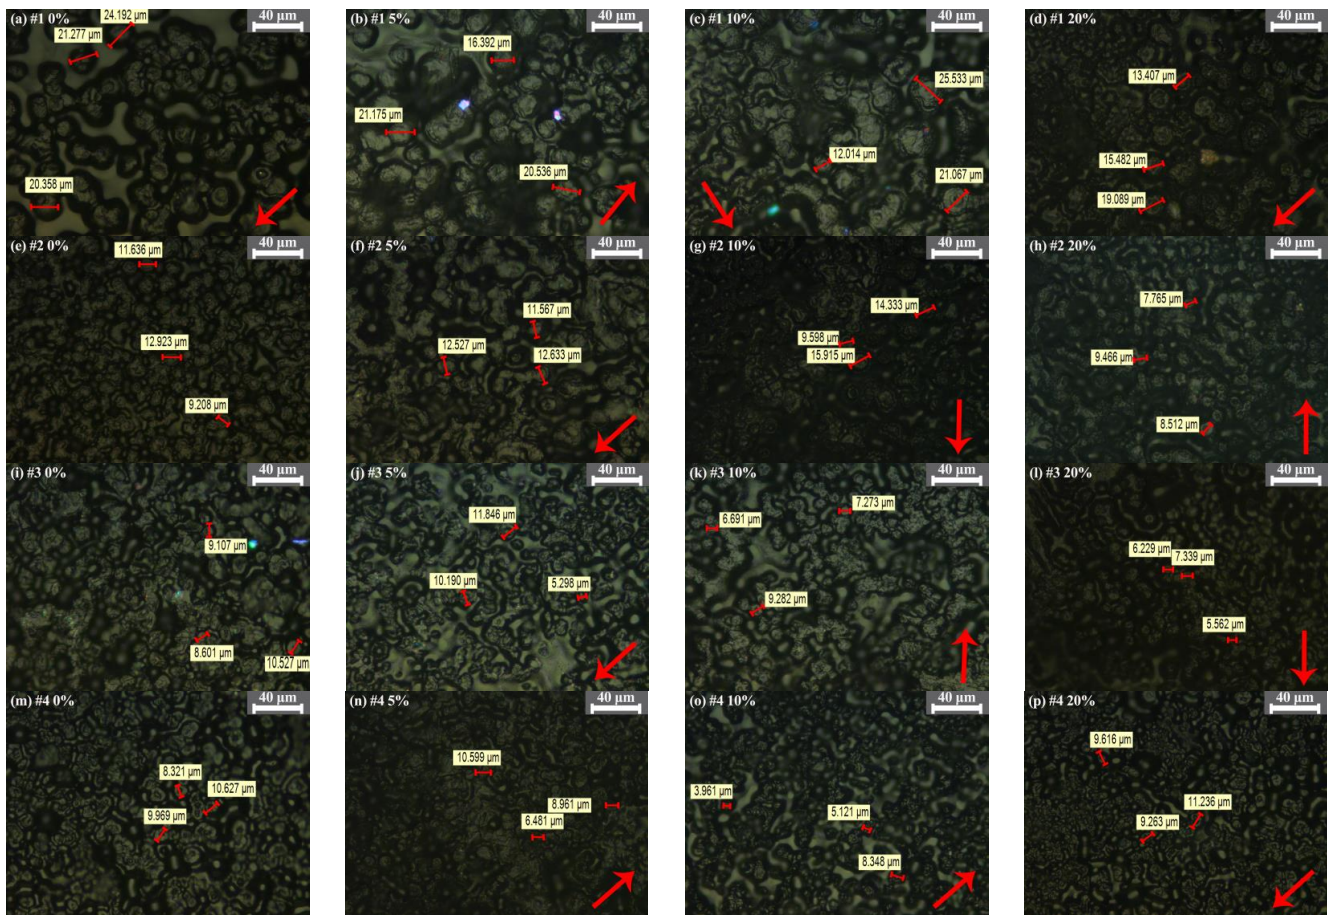 (a) #1 0%
40 µm
24.192 µm
21.277 µm
20.358 µm
(b) #1 5%
40 µm
16.392 µm
21.175 µm
20.536 µm
(c) #1 10%
40 µm
25.533 µm
12.014 µm
21.067 µm
(d) #1 20%
40 µm
13.407 µm
15.482 µm
19.089 µm
(e) #2 0%
40 µm
11.636 µm
12.923 µm
9.208 µm
(f) #2 5%
40 µm
11.567 µm
12.527 µm
12.633 µm
(g) #2 10%
40 µm
14.333 µm
9.598 µm
15.915 µm
(h) #2 20%
40 µm
7.765 µm
9.466 µm
8.512 µm
(i) #3 0%
40 µm
9.107 µm
8.601 µm
10.527 µm
(j) #3 5%
40 µm
11.846 µm
10.190 µm
5.298 µm
(k) #3 10%
40 µm
7.273 µm
6.691 µm
9.282 µm
(l) #3 20%
40 µm
6.229 µm
7.339 µm
5.562 µm
(m) #4 0%
40 µm
8.321 µm
10.627 µm
9.969 µm
(n) #4 5%
40 µm
10.599 µm
8.961 µm
6.481 µm
(o) #4 10%
40 µm
3.961 µm
5.121 µm
8.348 µm
(p) #4 20%
40 µm
9.616 µm
11.236 µm
9.263 µm